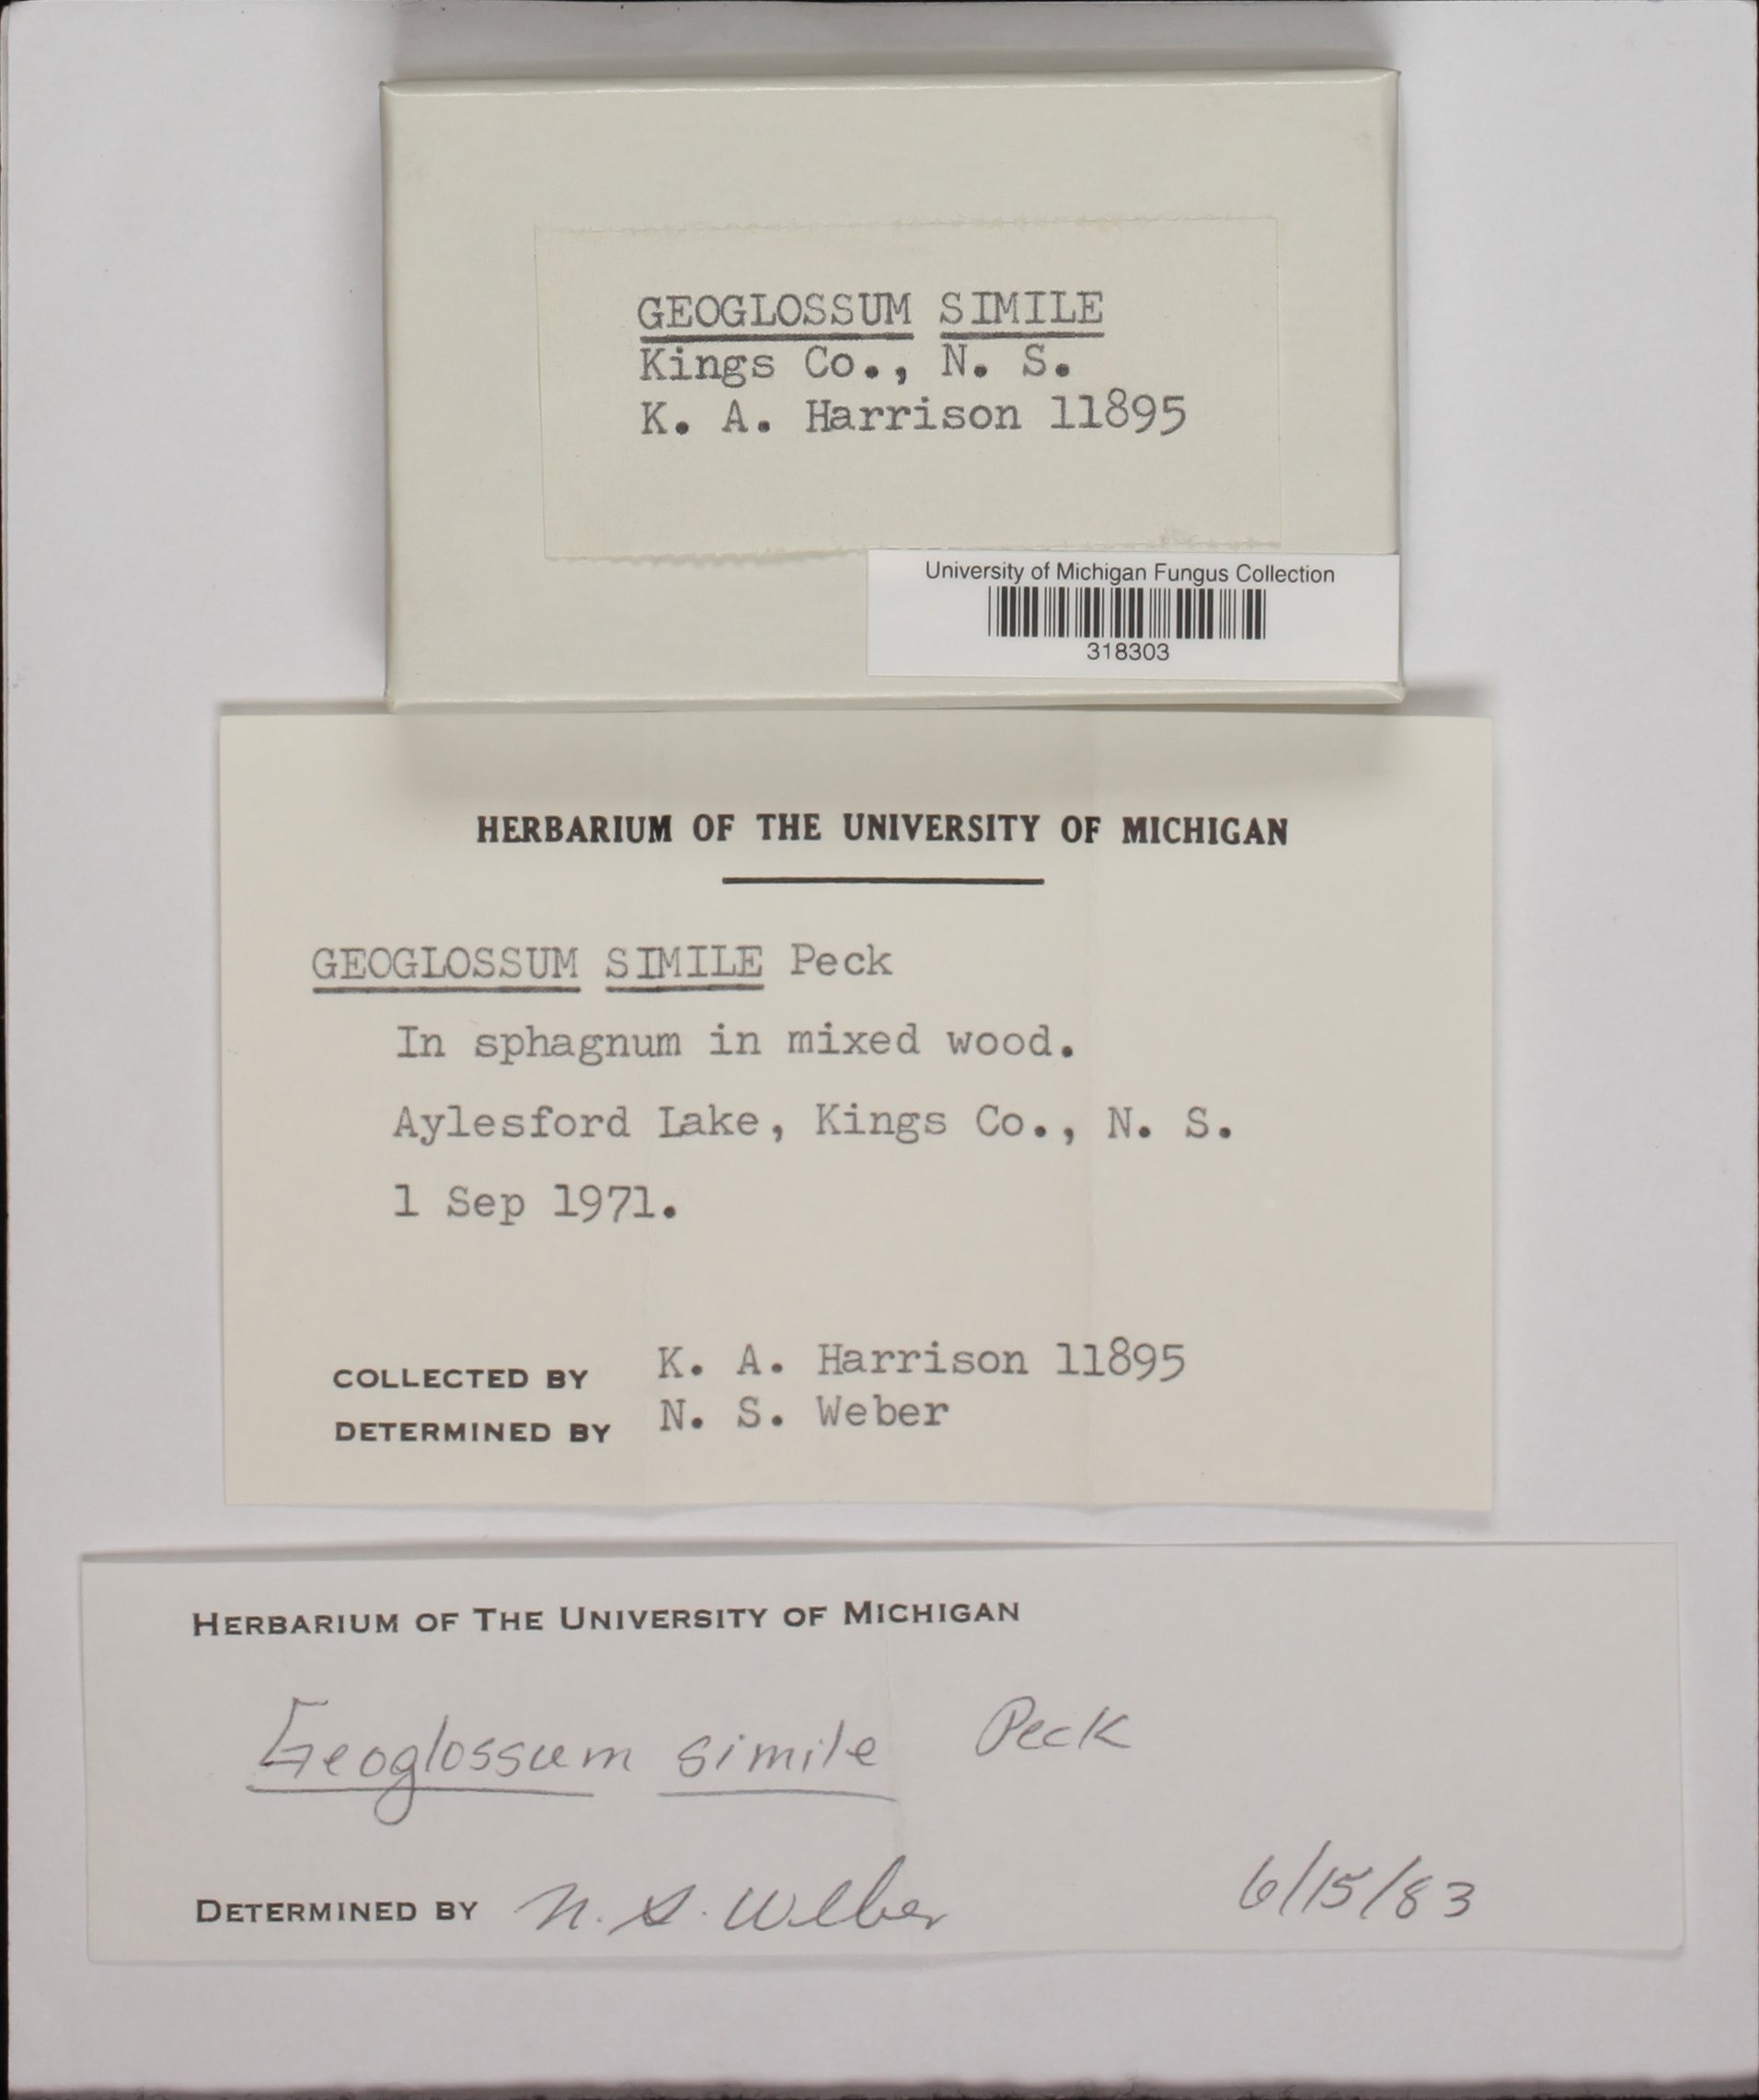 GEOGLOSSUM SIMILE
Kings Co., N. S.
K. A. Harrison 11895
University of Michigan Fungus Collection
318303
HERBARIUM OF THE UNIVERSITY OF MICHIGAN
GEOGLOSSUM SIMILE Peck
In sphagnum in mixed wood.
Aylesford Lake, Kings Co., N. S.
1 Sep 1971.
COLLECTED BY K. A. Harrison 11895
DETERMINED BY N. S. Weber
HERBARIUM OF THE UNIVERSITY OF MICHIGAN
Geoglossum simile Peck
DETERMINED BY N. S. Weber 6/15/83